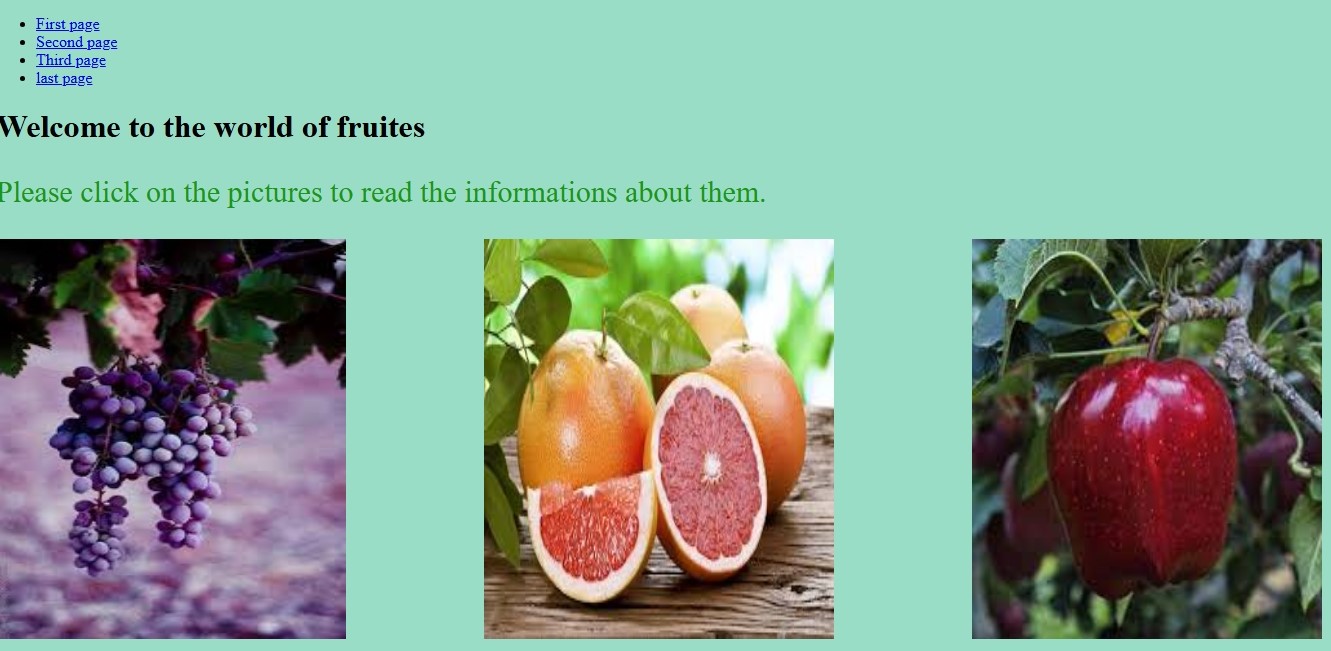 First page
Second page
Third page
last page
Welcome to the world of fruites
Please click on the pictures to read the informations about them.